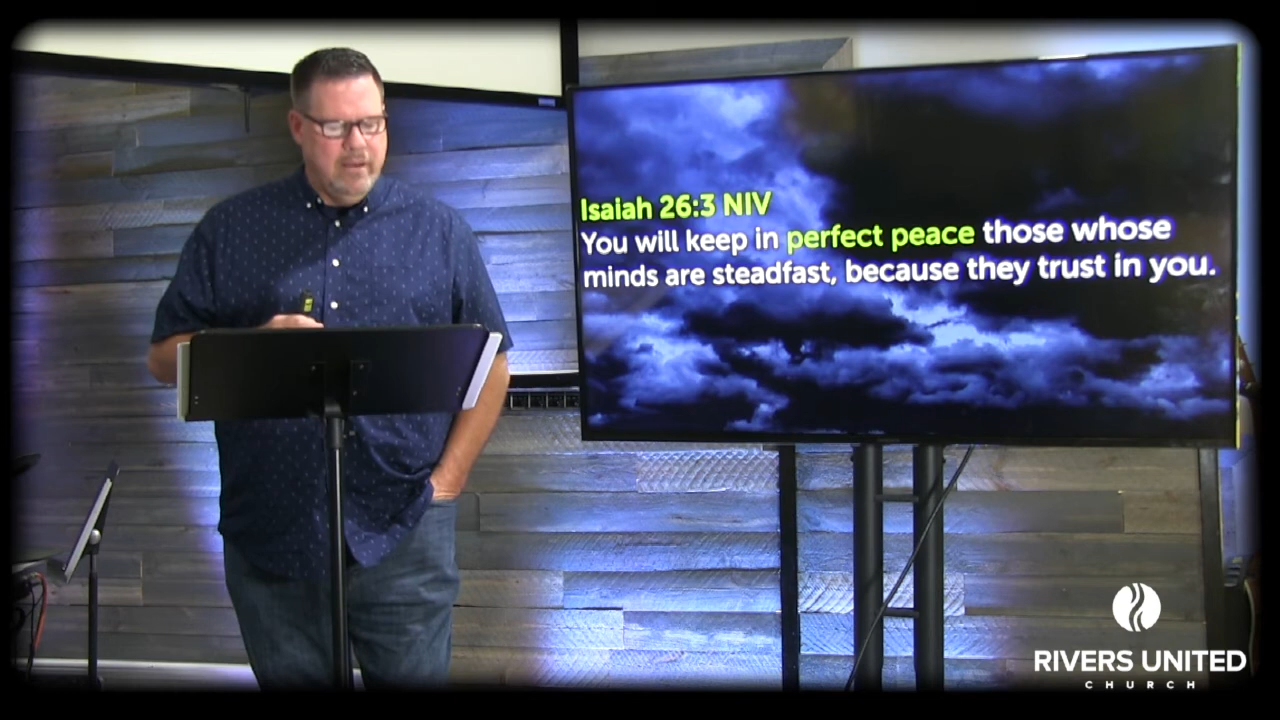 Isaiah 26:3 NIV
You will keep in perfect peace those whose
minds are steadfast, because they trust in you.
RIVERS UNITED
CHURCH